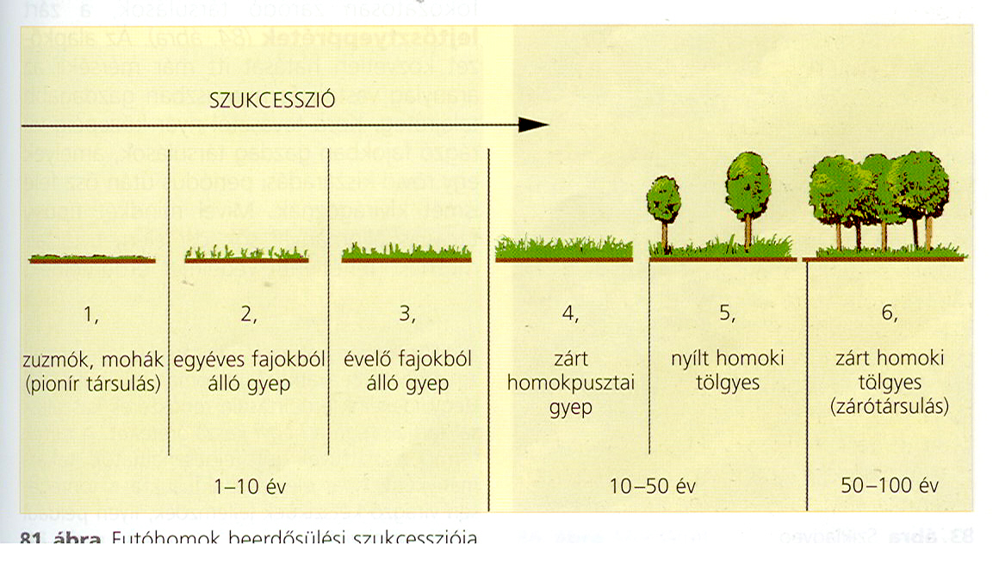 SZUKCESSZIÓ
1,
zuzmók, mohák
(pionír társulás)
2,
egyéves fajokból
álló gyep
3,
évelő fajokból
álló gyep
4,
zárt
homokpusztai
gyep
5,
nyílt homoki
tölgyes
6,
zárt homoki
tölgyes
(zárótársulás)
1–10 év
10–50 év
50–100 év
81 ábra Futóhomok beerdősülési szukcessziója